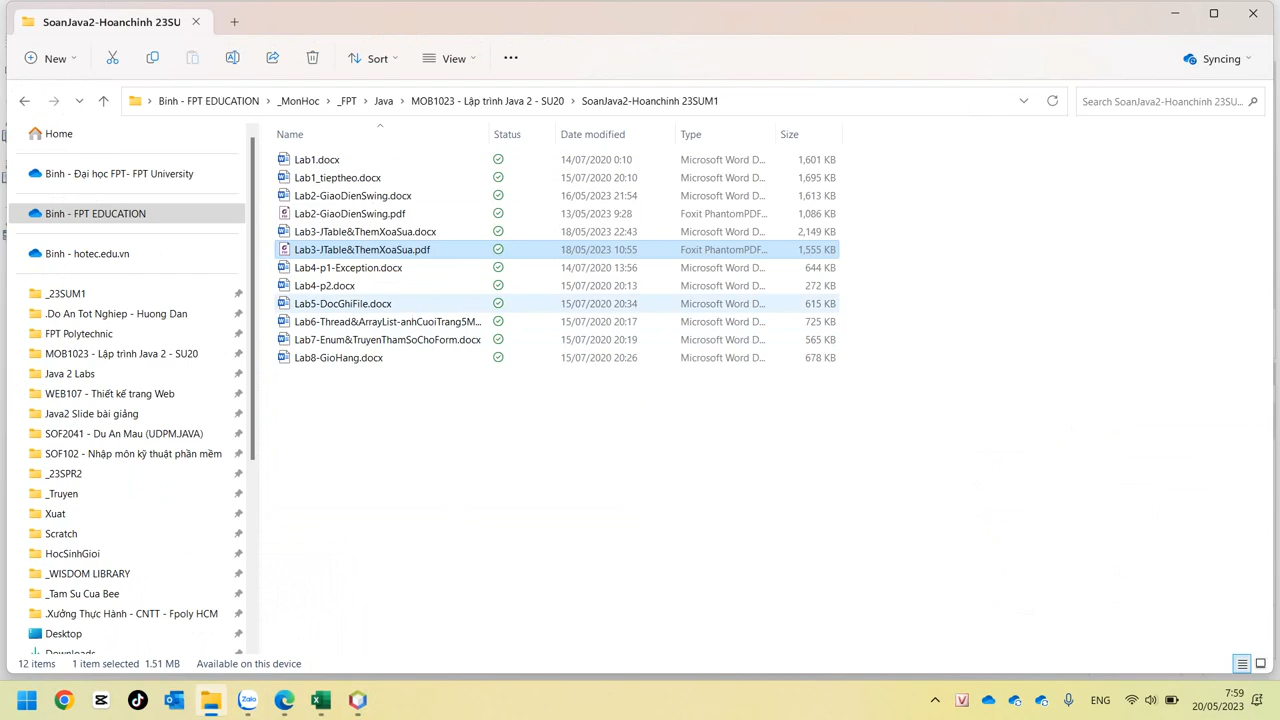 SoanJava2-Hoanchinh 23SU
New
Sort
View
Syncing
Binh - FPT EDUCATION > _MonHoc > _FPT > Java > MOB1023 - Lập trình Java 2 - SU20 > SoanJava2-Hoanchinh 23SUM1
Search SoanJava2-Hoanchinh 23SU...
Home
Binh - Đại học FPT- FPT University
Binh - FPT EDUCATION
Binh - hotec.edu.vn
_23SUM1
.Do An Tot Nghiep - Huong Dan
FPT Polytechnic
MOB1023 - Lập trình Java 2 - SU20
Java 2 Labs
WEB107 - Thiết kế trang Web
Java2 Slide bài giảng
SOF2041 - Du An Mau (UDPM.JAVA)
SOF102 - Nhập môn kỹ thuật phần mềm
_23SPR2
_Truyen
Xuat
Scratch
HocSinhGioi
_WISDOM LIBRARY
_Tam Su Cua Bee
.Xưởng Thực Hành - CNTT - Fpoly HCM
Desktop
Downloads
Name Status Date modified Type Size
Lab1.docx 14/07/2020 0:10 Microsoft Word D... 1,601 KB
Lab1_tieptheo.docx 15/07/2020 20:10 Microsoft Word D... 1,695 KB
Lab2-GiaoDienSwing.docx 16/05/2023 21:54 Microsoft Word D... 1,613 KB
Lab2-GiaoDienSwing.pdf 13/05/2023 9:28 Foxit PhantomPDF... 1,086 KB
Lab3-JTable&ThemXoaSua.docx 18/05/2023 22:43 Microsoft Word D... 2,149 KB
Lab3-JTable&ThemXoaSua.pdf 18/05/2023 10:55 Foxit PhantomPDF... 1,555 KB
Lab4-p1-Exception.docx 14/07/2020 13:56 Microsoft Word D... 644 KB
Lab4-p2.docx 15/07/2020 20:13 Microsoft Word D... 272 KB
Lab5-DocGhiFile.docx 15/07/2020 20:34 Microsoft Word D... 615 KB
Lab6-Thread&ArrayList-anhCuoiTrang5M... 15/07/2020 20:17 Microsoft Word D... 725 KB
Lab7-Enum&TruyenThamSoChoForm.docx 15/07/2020 20:19 Microsoft Word D... 565 KB
Lab8-GioHang.docx 15/07/2020 20:26 Microsoft Word D... 678 KB
12 items 1 item selected 1.51 MB Available on this device
Zalo
V
ENG
7:59
20/05/2023